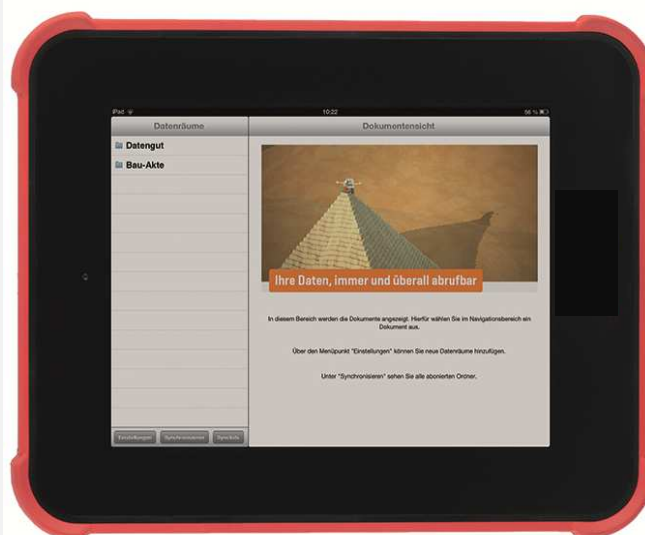 iPad
10:22
56 %
Datenräume
Dokumentensicht
Datengut
Bau-Akte
Ihre Daten, immer und überall abrufbar
In diesem Bereich werden die Dokumente angezeigt. Hierfür wählen Sie im Navigationsbereich ein
Dokument aus.
Über den Menüpunkt "Einstellungen" können Sie neue Datenräume hinzufügen.
Unter "Synchronisieren" sehen Sie alle abonierten Ordner.
Einstellungen
Synchronisieren